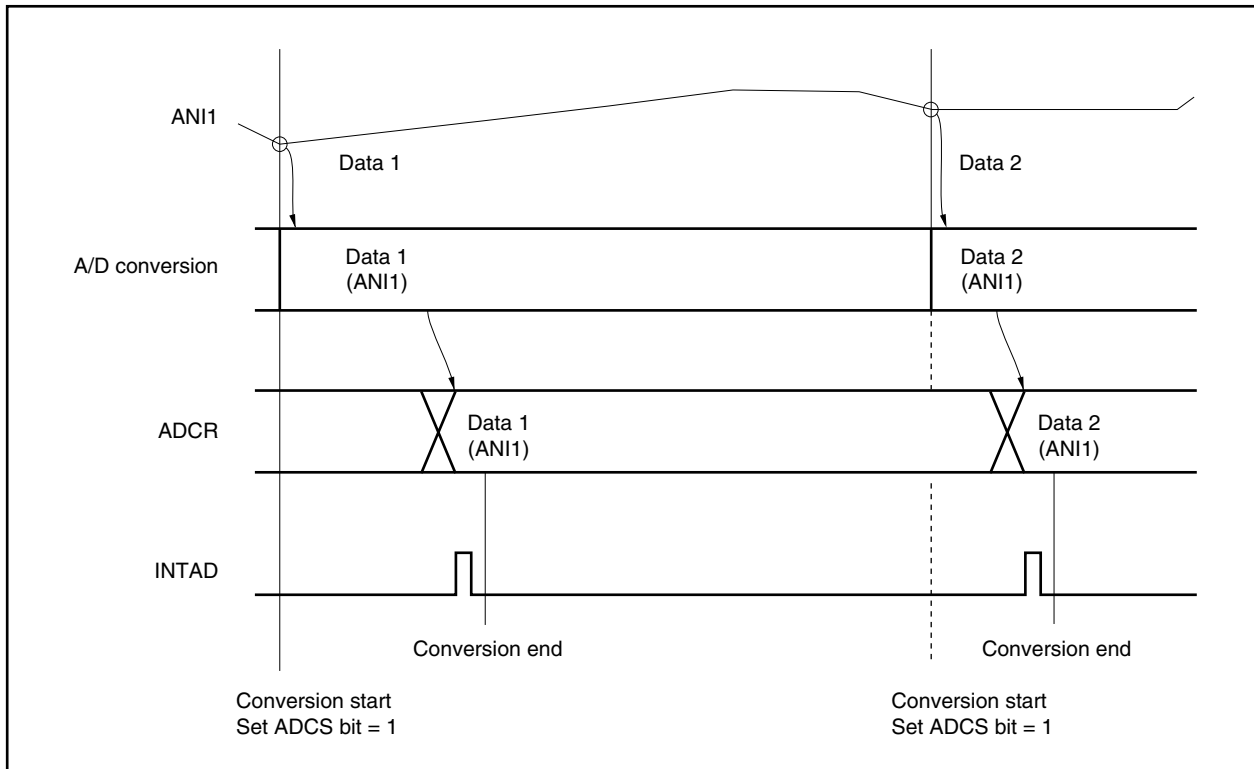 ANI1
Data 1
Data 2
A/D conversion
Data 1
(ANI1)
Data 2
(ANI1)
ADCR
Data 1
(ANI1)
Data 2
(ANI1)
INTAD
Conversion end
Conversion end
Conversion start
Set ADCS bit = 1
Conversion start
Set ADCS bit = 1